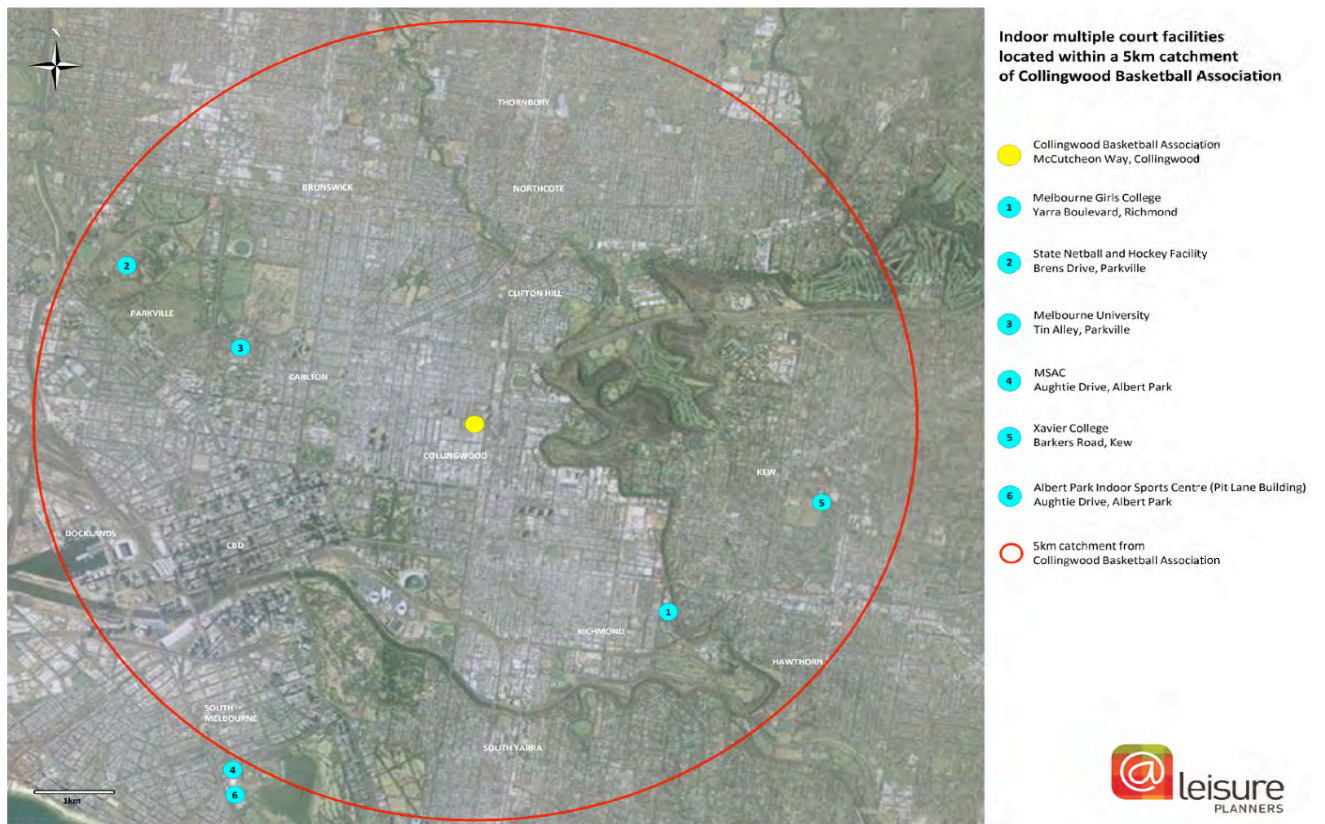 Indoor multiple court facilities
located within a 5km catchment
of Collingwood Basketball Association
Collingwood Basketball Association
McCutcheon Way, Collingwood
1
Melbourne Girls College
Yarra Boulevard, Richmond
2
State Netball and Hockey Facility
Brens Drive, Parkville
3
Melbourne University
Tin Alley, Parkville
4
MSAC
Aughtie Drive, Albert Park
5
Xavier College
Barkers Road, Kew
6
Albert Park Indoor Sports Centre (Pit Lane Building)
Aughtie Drive, Albert Park
5km catchment from
Collingwood Basketball Association
N
THORNBURY
BRUNSWICK
NORTHCOTE
2
CLIFTON HILL
PARKVILLE
3
CARLTON
COLLINGWOOD
KEW
5
DOCKLANDS
CBD
1
RICHMOND
HAWTHORN
SOUTH
MELBOURNE
SOUTH YARRA
4
6
1km
@leisure
PLANNERS